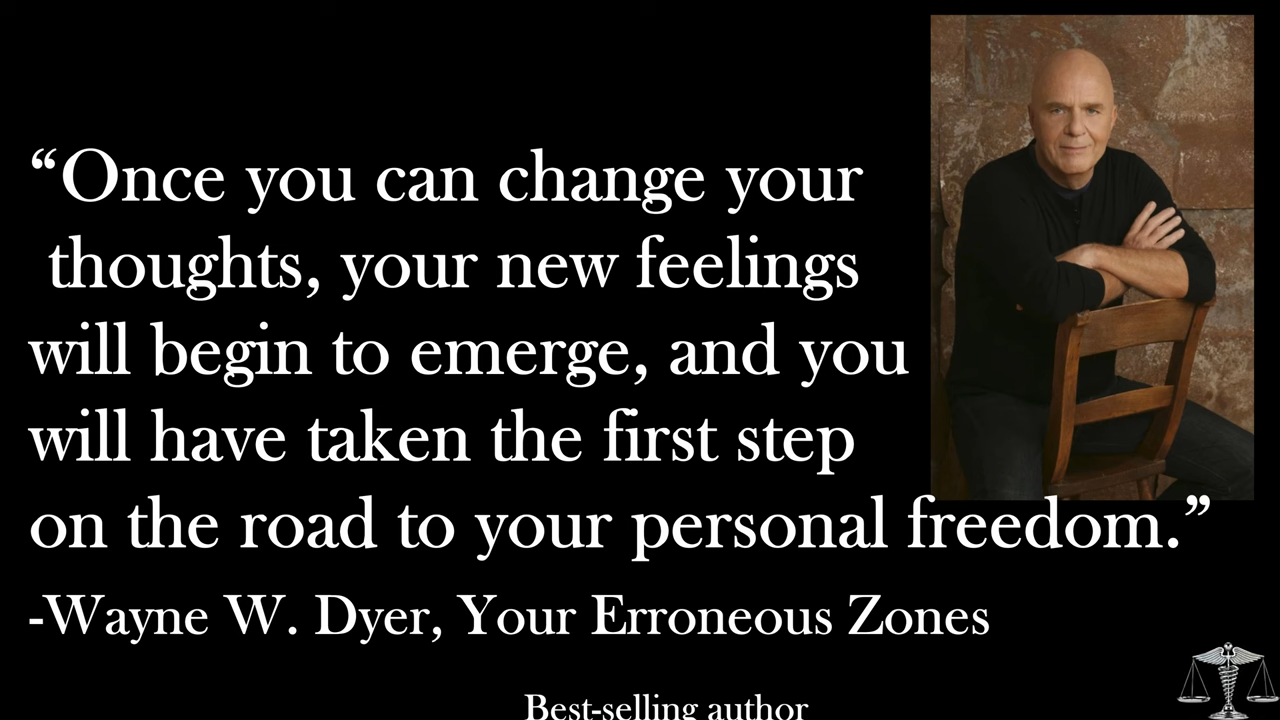 “Once you can change your
thoughts, your new feelings
will begin to emerge, and you
will have taken the first step
on the road to your personal freedom.”
-Wayne W. Dyer, Your Erroneous Zones
Best-selling author